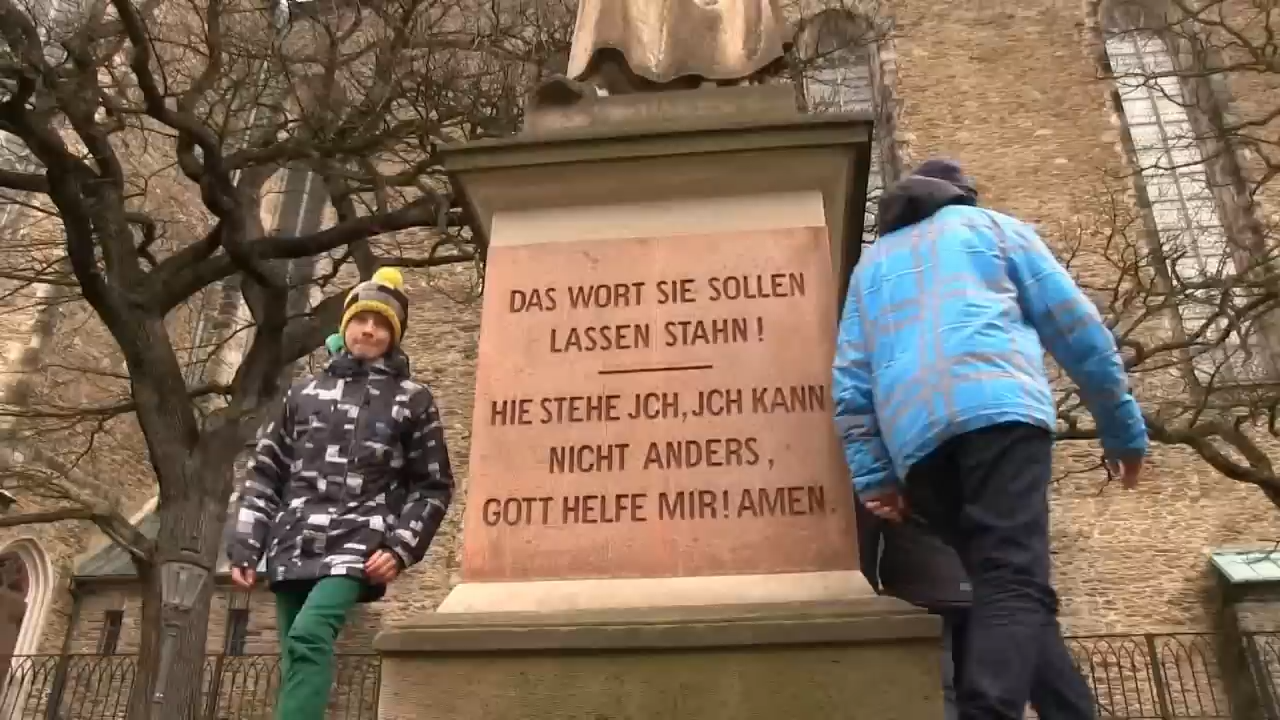 DAS WORT SIE SOLLEN
LASSEN STAHN!
HIE STEHE JCH, JCH KANN
NICHT ANDERS,
GOTT HELFE MIR! AMEN.